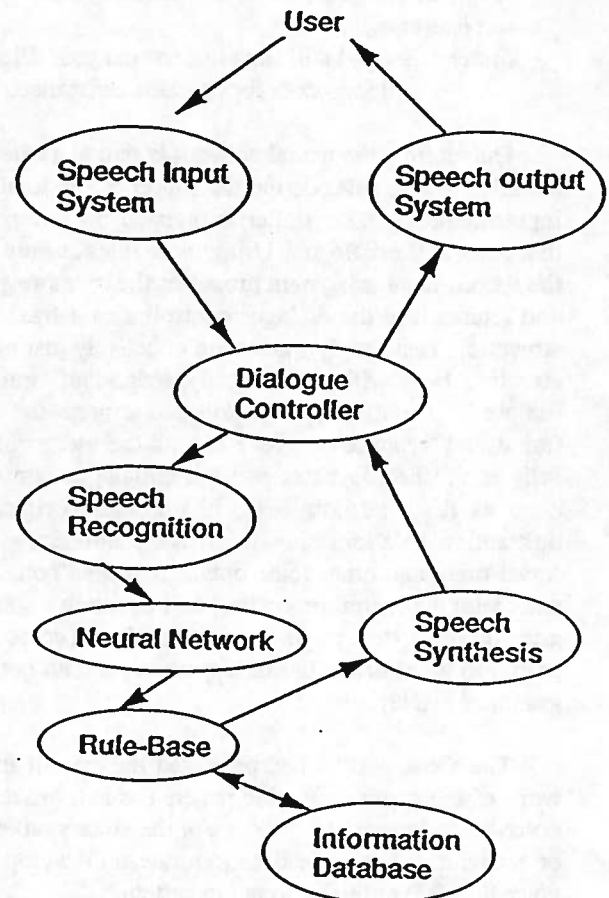 User
Speech Input
System
Speech output
System
Dialogue
Controller
Speech
Recognition
Neural Network
Speech
Synthesis
Rule-Base
Information
Database